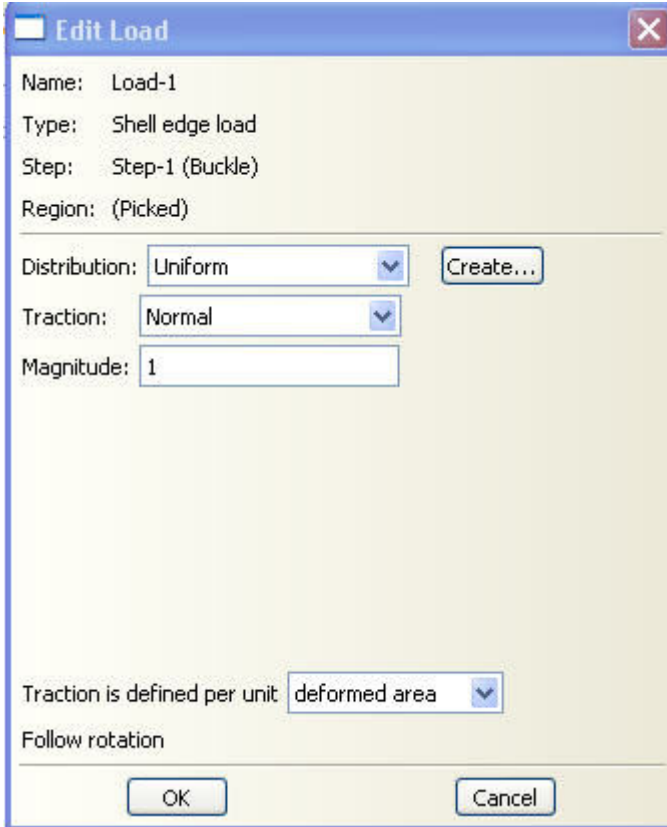 Edit Load
Name: Load-1
Type: Shell edge load
Step: Step-1 (Buckle)
Region: (Picked)
Distribution: Uniform Create...
Traction: Normal
Magnitude: 1
Traction is defined per unit deformed area
Follow rotation
OK Cancel